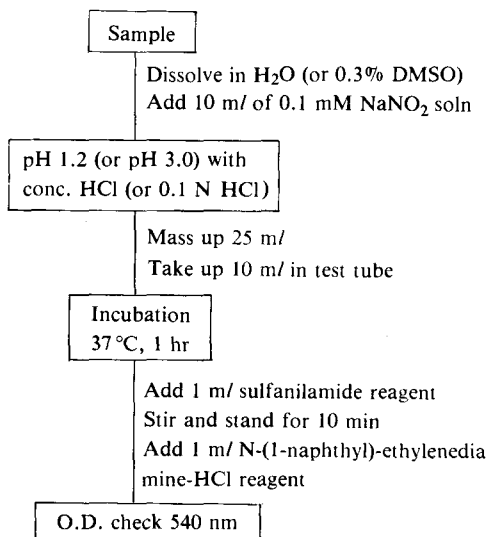 Sample
Dissolve in H₂O (or 0.3% DMSO)
Add 10 ml of 0.1 mM NaNO₂ soln
pH 1.2 (or pH 3.0) with
conc. HCl (or 0.1 N HCl)
Mass up 25 ml
Take up 10 ml in test tube
Incubation
37°C, 1 hr
Add 1 ml sulfanilamide reagent
Stir and stand for 10 min
Add 1 ml N-(1-naphthyl)-ethylenedia
mine-HCl reagent
O.D. check 540 nm